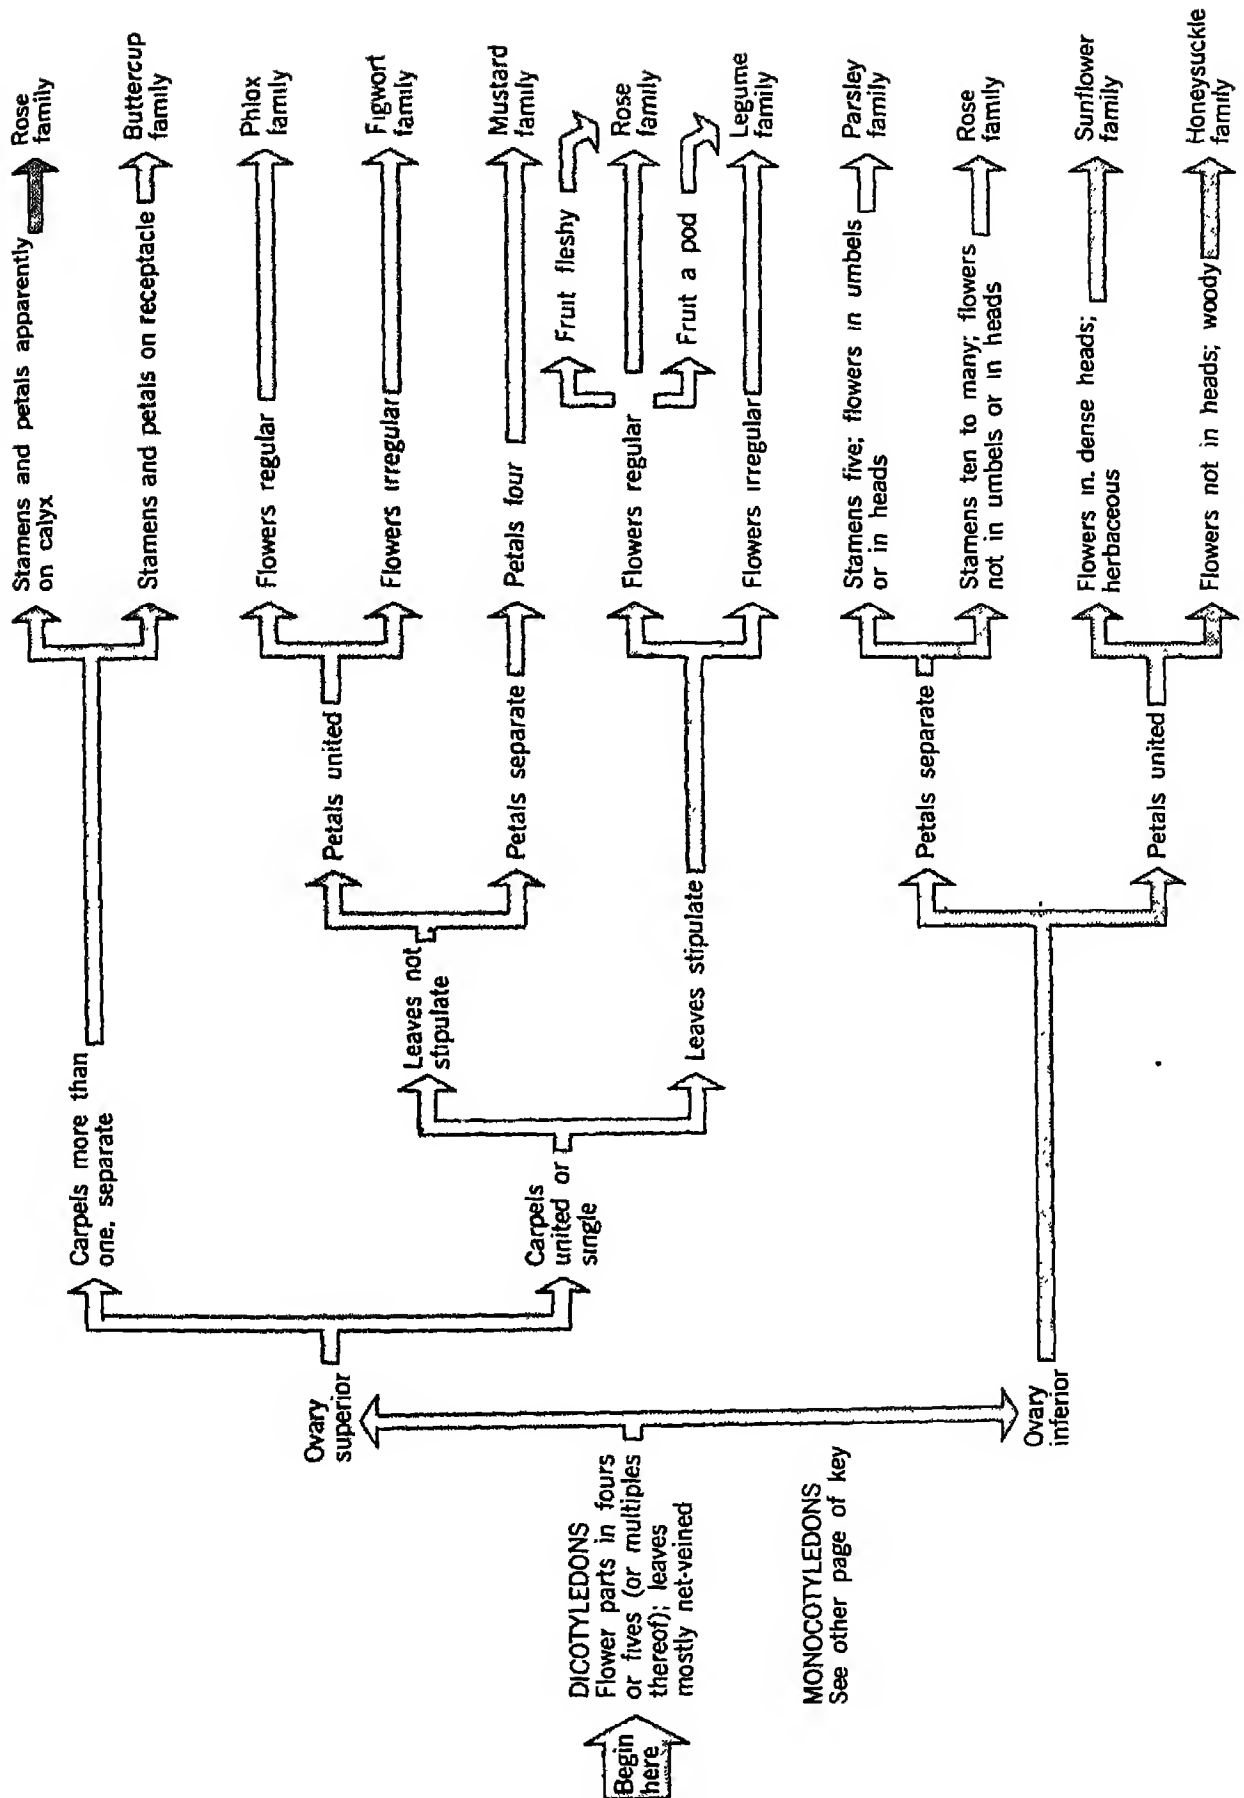 Begin
here
DICOTYLEDONS
Flower parts in fours
or fives (or multiples
thereof); leaves
mostly net-veined
MONOCOTYLEDONS
See other page of key
Ovary
superior
Ovary
inferior
Carpels more than
one, separate
Carpels
united or
single
Leaves not
stipulate
Leaves stipulate
Petals united
Petals separate
Petals separate
Petals united
Stamens and petals apparently
on calyx
Stamens and petals on receptacle
Flowers regular
Flowers irregular
Petals four
Flowers regular
Fruit fleshy
Fruit a pod
Flowers irregular
Stamens five; flowers in umbels
or in heads
Stamens ten to many; flowers
not in umbels or in heads
Flowers in dense heads;
herbaceous
Flowers not in heads; woody
Rose
family
Buttercup
family
Phlox
family
Figwort
family
Mustard
family
Rose
family
Legume
family
Parsley
family
Rose
family
Sunflower
family
Honeysuckle
family